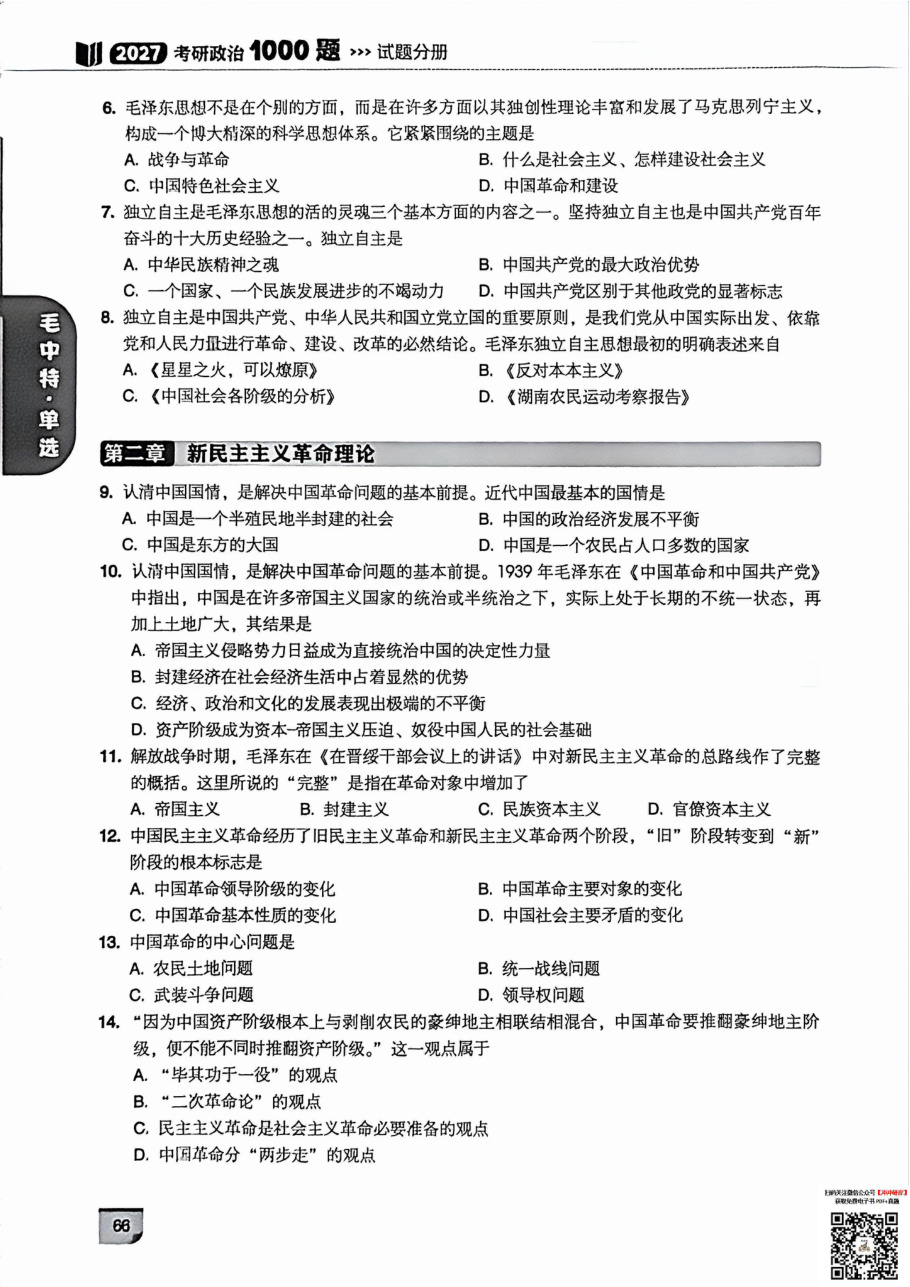 2027 考研政治1000题 >>> 试题分册
6. 毛泽东思想不是在个别的方面，而是在许多方面以其独创性理论丰富和发展了马克思列宁主义，
构成一个博大精深的科学思想体系。它紧紧围绕的主题是
A. 战争与革命 B. 什么是社会主义、怎样建设社会主义
C. 中国特色社会主义 D. 中国革命和建设
7. 独立自主是毛泽东思想的活的灵魂三个基本方面的内容之一。坚持独立自主也是中国共产党百年
奋斗的十大历史经验之一。独立自主是
A. 中华民族精神之魂 B. 中国共产党的最大政治优势
C. 一个国家、一个民族发展进步的不竭动力 D. 中国共产党区别于其他政党的显著标志
8. 独立自主是中国共产党、中华人民共和国立党立国的重要原则，是我们党从中国实际出发、依靠
党和人民力量进行革命、建设、改革的必然结论。毛泽东独立自主思想最初的明确表述来自
A.《星星之火，可以燎原》 B.《反对本本主义》
C.《中国社会各阶级的分析》 D.《湖南农民运动考察报告》
毛中特·单选
第二章 新民主主义革命理论
9. 认清中国国情，是解决中国革命问题的基本前提。近代中国最基本的国情是
A. 中国是一个半殖民地半封建的社会 B. 中国的政治经济发展不平衡
C. 中国是东方的大国 D. 中国是一个农民占人口多数的国家
10. 认清中国国情，是解决中国革命问题的基本前提。1939年毛泽东在《中国革命和中国共产党》
中指出，中国是在许多帝国主义国家的统治或半统治之下，实际上处于长期的不统一状态，再
加上土地广大，其结果是
A. 帝国主义侵略势力日益成为直接统治中国的决定性力量
B. 封建经济在社会经济生活中占着显然的优势
C. 经济、政治和文化的发展表现出极端的不平衡
D. 资产阶级成为资本-帝国主义压迫、奴役中国人民的社会基础
11. 解放战争时期，毛泽东在《在晋绥干部会议上的讲话》中对新民主主义革命的总路线作了完整
的概括。这里所说的“完整”是指在革命对象中增加了
A. 帝国主义 B. 封建主义 C. 民族资本主义 D. 官僚资本主义
12. 中国民主主义革命经历了旧民主主义革命和新民主主义革命两个阶段，“旧”阶段转变到“新”
阶段的根本标志是
A. 中国革命领导阶级的变化 B. 中国革命主要对象的变化
C. 中国革命基本性质的变化 D. 中国社会主要矛盾的变化
13. 中国革命的中心问题是
A. 农民土地问题 B. 统一战线问题
C. 武装斗争问题 D. 领导权问题
14. “因为中国资产阶级根本上与剥削农民的豪绅地主相联结相混合，中国革命要推翻豪绅地主阶
级，便不能不同时推翻资产阶级。”这一观点属于
A. “毕其功于一役”的观点
B. “二次革命论”的观点
C. 民主主义革命是社会主义革命必要准备的观点
D. 中国革命分“两步走”的观点
66
扫码关注微信公众号【冲冲研友】
获取免费电子书PDF+真题